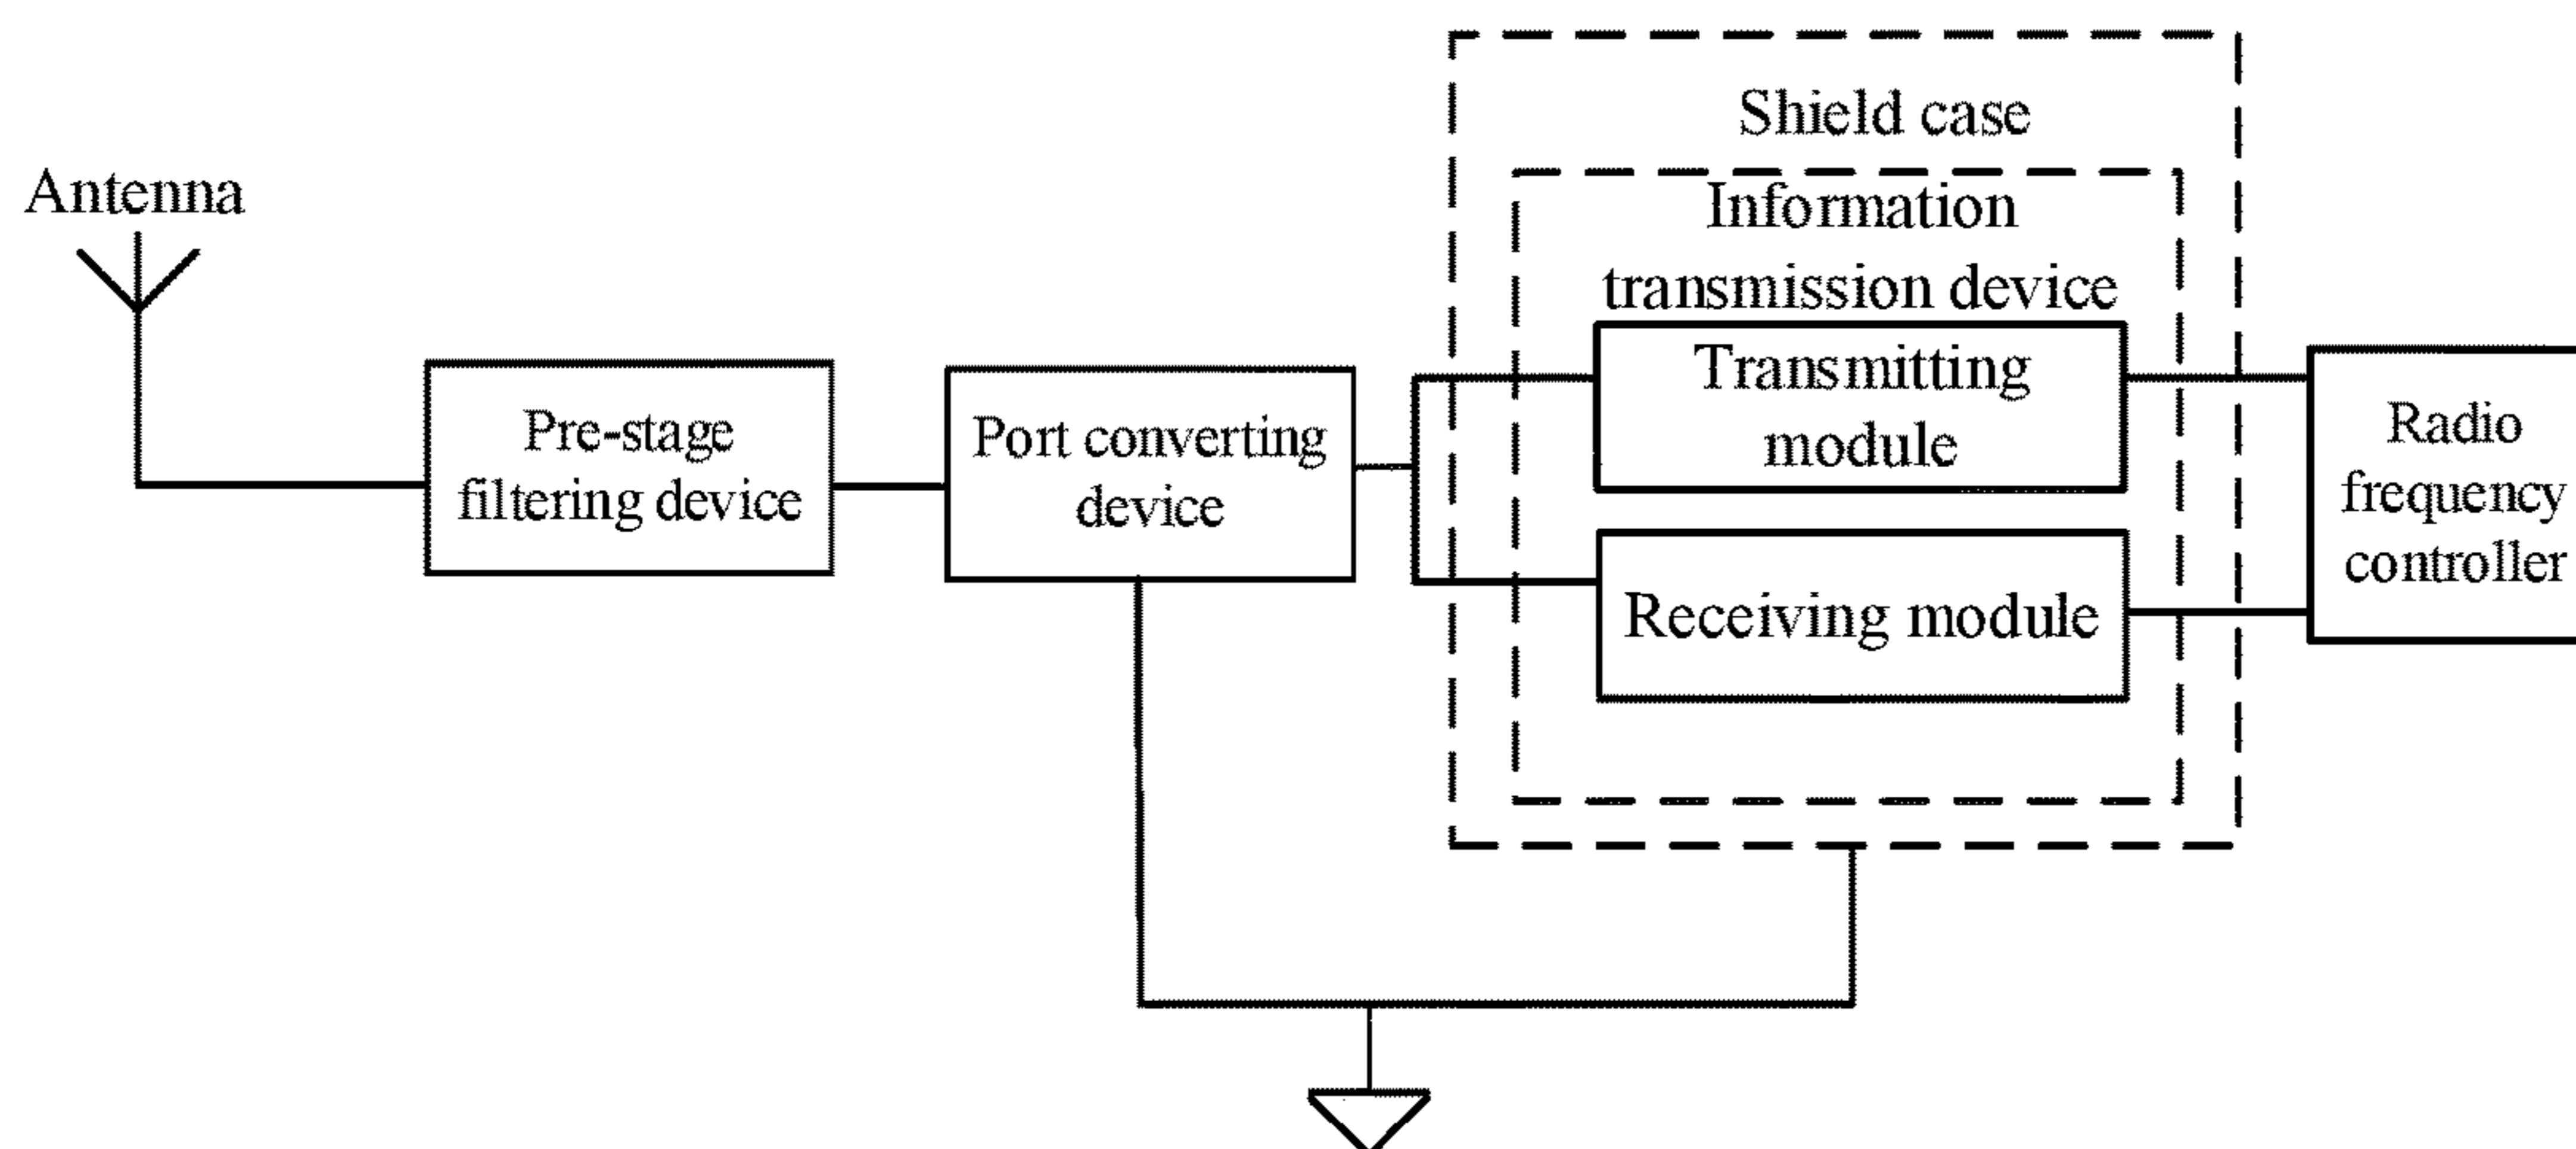 Shield case
Antenna
Information
transmission device
Transmitting
module
Pre-stage
filtering device
Port converting
device
Receiving module
Radio
frequency
controller